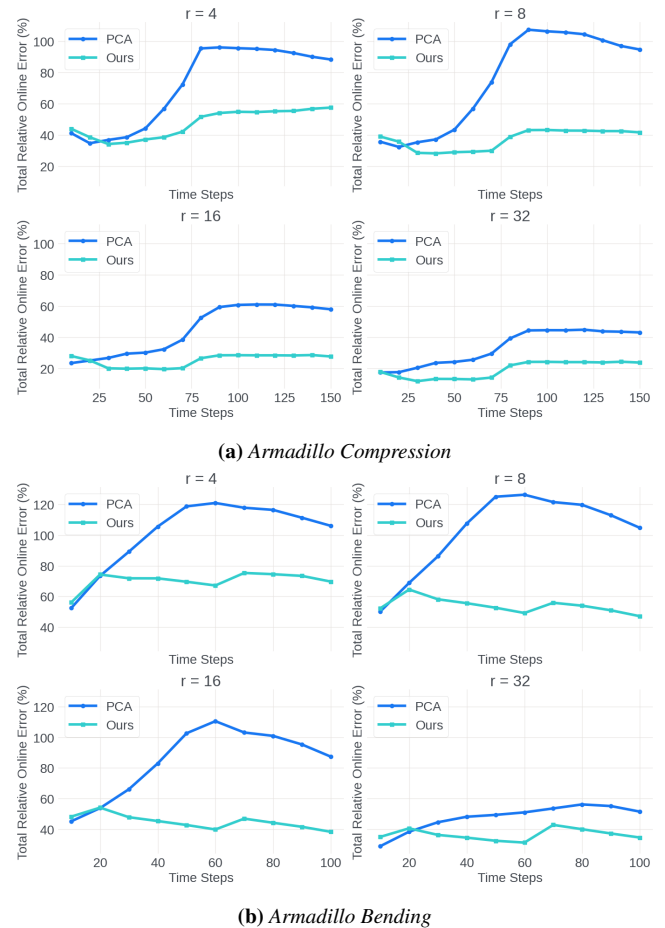 r = 4
r = 8
Total Relative Online Error (%)
100
80
60
40
20
PCA
Ours
Time Steps
Total Relative Online Error (%)
100
80
60
40
20
PCA
Ours
Time Steps
r = 16
r = 32
Total Relative Online Error (%)
100
80
60
40
20
PCA
Ours
25 50 75 100 125 150
Time Steps
Total Relative Online Error (%)
100
80
60
40
20
PCA
Ours
25 50 75 100 125 150
Time Steps
(a) Armadillo Compression
r = 4
r = 8
Total Relative Online Error (%)
120
100
80
60
40
PCA
Ours
Time Steps
Total Relative Online Error (%)
120
100
80
60
40
PCA
Ours
Time Steps
r = 16
r = 32
Total Relative Online Error (%)
120
100
80
60
40
PCA
Ours
20 40 60 80 100
Time Steps
Total Relative Online Error (%)
120
100
80
60
40
PCA
Ours
20 40 60 80 100
Time Steps
(b) Armadillo Bending